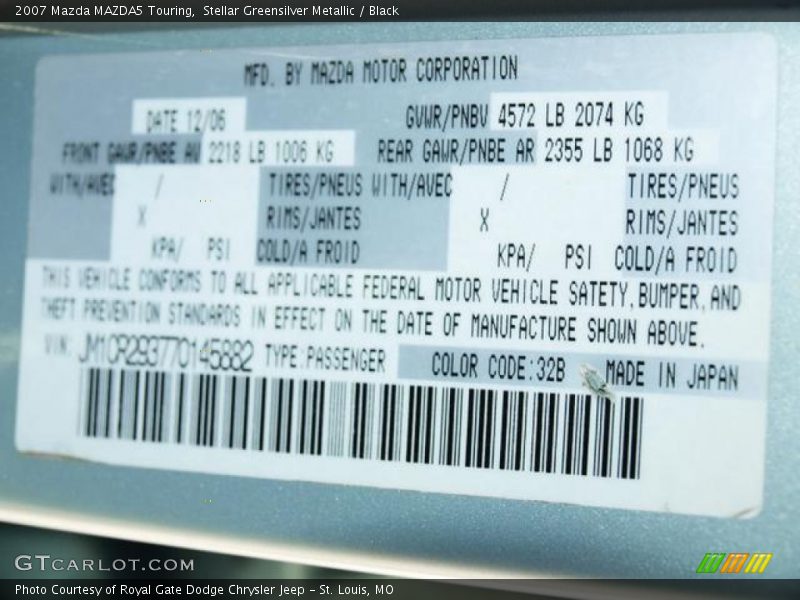 2007 Mazda MAZDA5 Touring, Stellar Greensilver Metallic / Black
MFD. BY MAZDA MOTOR CORPORATION
DATE 12/06 GVWR/PNBV 4572 LB 2074 KG
FRONT GAWR/PNBE AV 2218 LB 1006 KG REAR GAWR/PNBE AR 2355 LB 1068 KG
WITH/AVEC / TIRES/PNEUS WITH/AVEC / TIRES/PNEUS
X RIMS/JANTES X RIMS/JANTES
KPA/ PSI COLD/A FROID KPA/ PSI COLD/A FROID
THIS VEHICLE CONFORMS TO ALL APPLICABLE FEDERAL MOTOR VEHICLE SAFETY, BUMPER, AND
THEFT PREVENTION STANDARDS IN EFFECT ON THE DATE OF MANUFACTURE SHOWN ABOVE.
VIN: JM1CR293770145882 TYPE:PASSENGER COLOR CODE:32B MADE IN JAPAN
GTCARLOT.COM
Photo Courtesy of Royal Gate Dodge Chrysler Jeep - St. Louis, MO